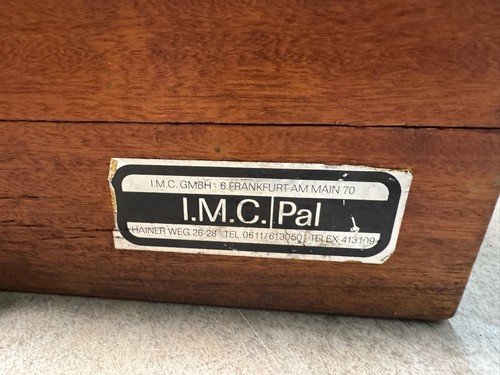 I.M.C. GMBH · 6 FRANKFURT AM MAIN 70
I.M.C. Pal
HAINER WEG 26-28 TEL. 0611/613050 TELEX 413109